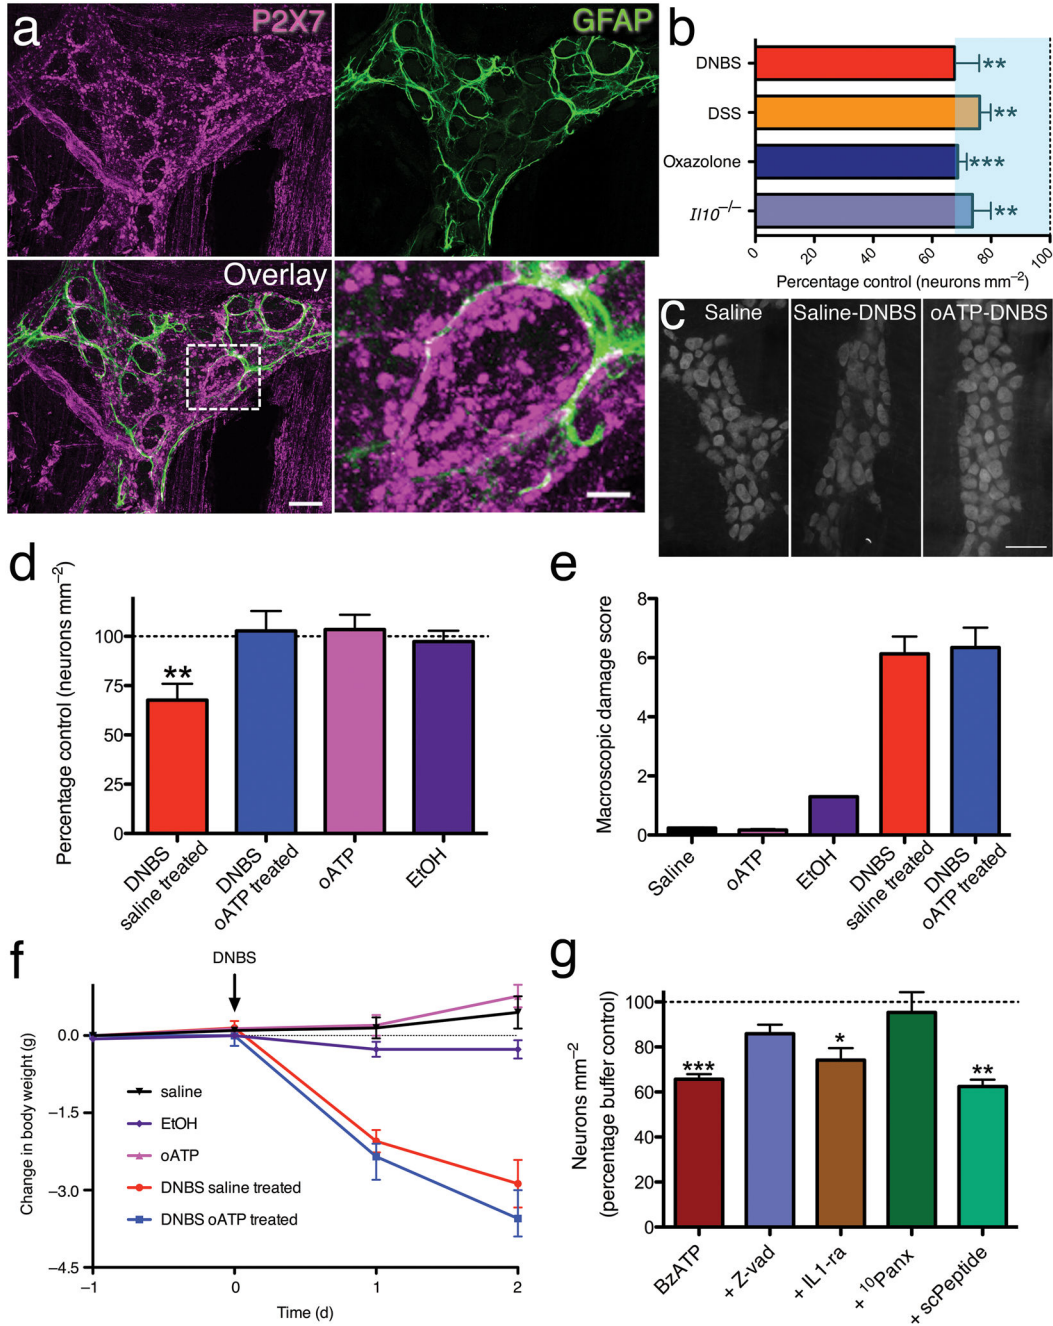 a
P2X7
GFAP
Overlay
b
DNBS
DSS
Oxazolone
Il10−/−
**
**
***
**
0 20 40 60 80 100
Percentage control (neurons mm−2)
c
Saline
Saline-DNBS
oATP-DNBS
d
Percentage control (neurons mm−2)
100
75
50
25
0
**
DNBS
saline treated
DNBS
oATP treated
oATP
EtOH
e
Macroscopic damage score
8
6
4
2
0
Saline
oATP
EtOH
DNBS
saline treated
DNBS
oATP treated
f
DNBS
Change in body weight (g)
0.0
−1.5
−3.0
−4.5
saline
EtOH
oATP
DNBS saline treated
DNBS oATP treated
−1 0 1 2
Time (d)
g
Neurons mm−2
(percentage buffer control)
100
80
60
40
20
0
***
*
**
BzATP
+ Z-vad
+ IL1-ra
+ 10Panx
+ scPeptide